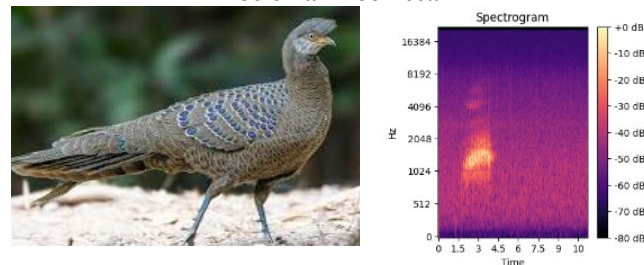 Spectrogram
+0 dB
-10 dB
-20 dB
-30 dB
-40 dB
-50 dB
-60 dB
-70 dB
-80 dB
16384
8192
4096
2048
1024
512
0
Hz
0 1.5 3 4.5 6 7.5 9 10
Time